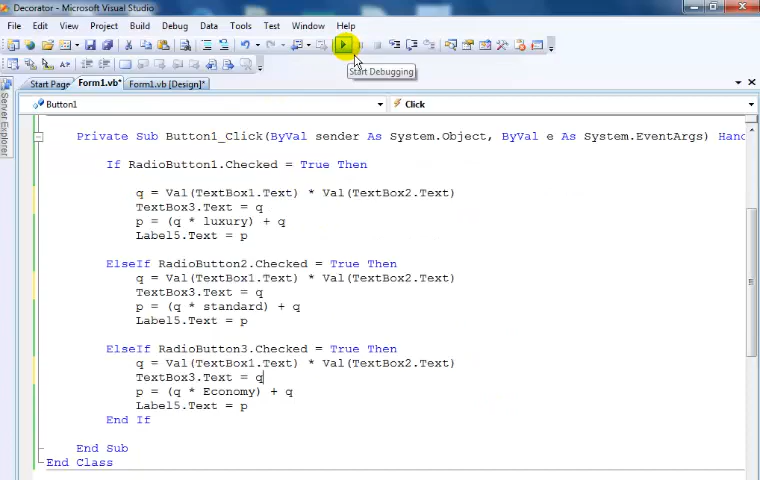 Decorator - Microsoft Visual Studio
File Edit View Project Build Debug Data Tools Test Window Help
Start Debugging
Start Page Form1.vb* Form1.vb [Design]*
Server Explorer
Button1 Click
Private Sub Button1_Click(ByVal sender As System.Object, ByVal e As System.EventArgs) Hand
If RadioButton1.Checked = True Then
q = Val(TextBox1.Text) * Val(TextBox2.Text)
TextBox3.Text = q
p = (q * luxury) + q
Label5.Text = p
ElseIf RadioButton2.Checked = True Then
q = Val(TextBox1.Text) * Val(TextBox2.Text)
TextBox3.Text = q
p = (q * standard) + q
Label5.Text = p
ElseIf RadioButton3.Checked = True Then
q = Val(TextBox1.Text) * Val(TextBox2.Text)
TextBox3.Text = q
p = (q * Economy) + q
Label5.Text = p
End If
End Sub
End Class